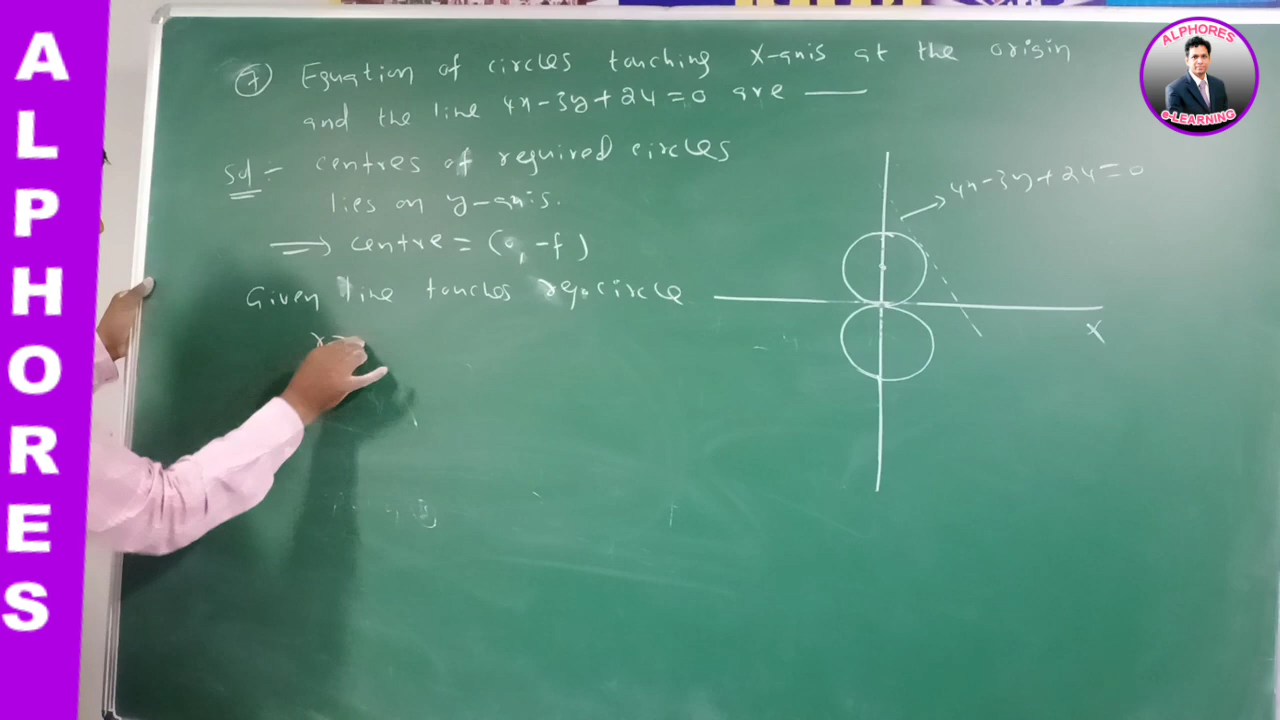 ALPHORES
ALPHORES
e-LEARNING
7 Equation of circles touching X-axis at the origin
and the line 4x-3y+24=0 are ——
Sol:- centres of required circles
lies on y-axis.
⟹ centre = (0, -f)
Given line touches req. circle
r =
4x-3y+24=0
X